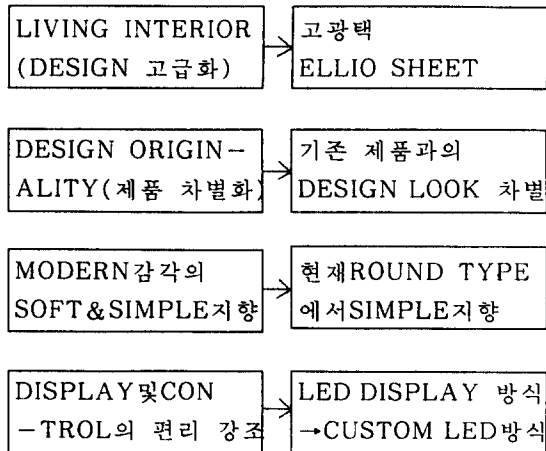 LIVING INTERIOR
(DESIGN 고급화)
고광택
ELLIO SHEET
DESIGN ORIGIN-
ALITY(제품 차별화)
기존 제품과의
DESIGN LOOK 차별
MODERN감각의
SOFT&SIMPLE지향
현재ROUND TYPE
에서SIMPLE지향
DISPLAY및CON
-TROL의 편리 강조
LED DISPLAY 방식
→CUSTOM LED방식